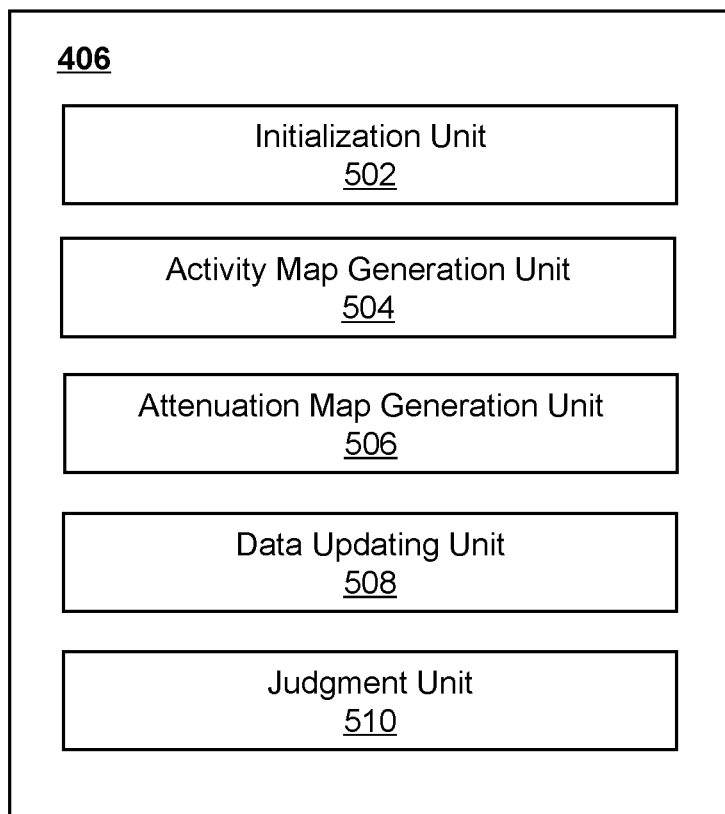 406
Initialization Unit
502
Activity Map Generation Unit
504
Attenuation Map Generation Unit
506
Data Updating Unit
508
Judgment Unit
510